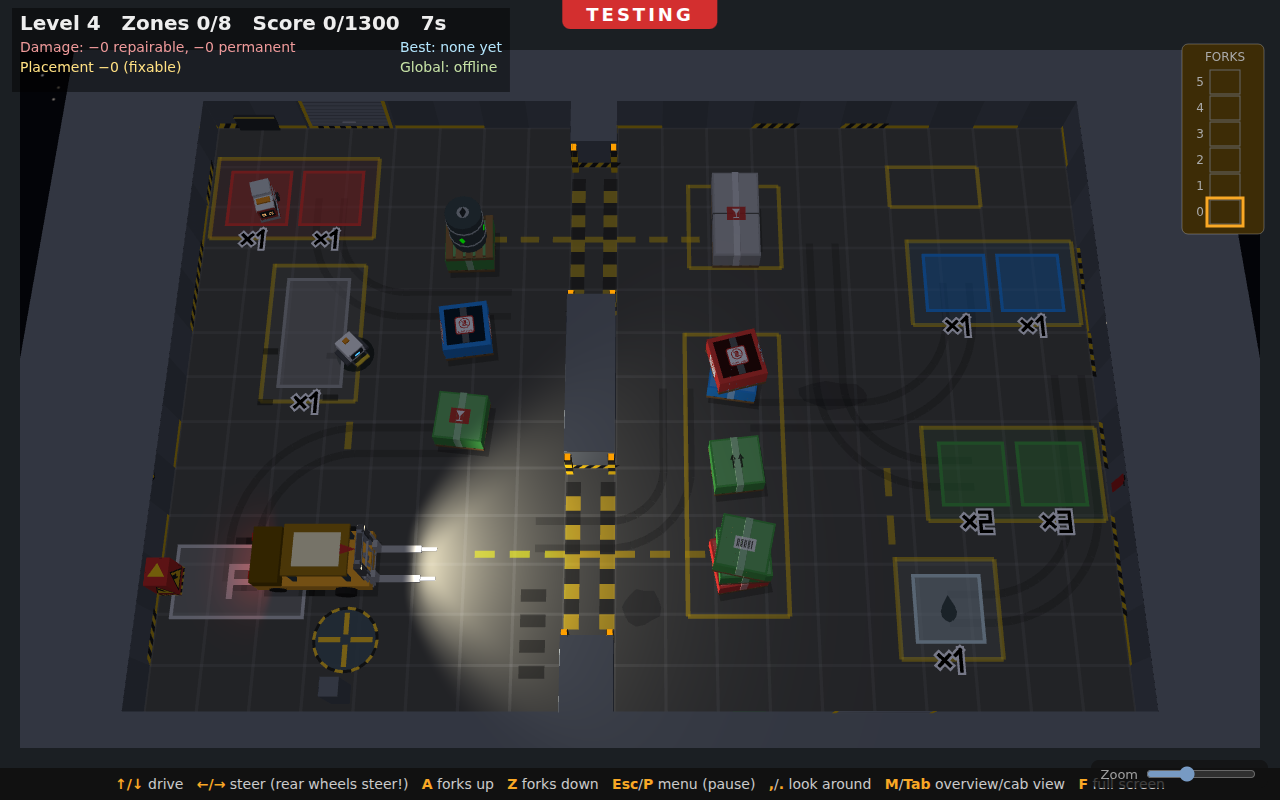 TESTING
Level 4 Zones 0/8 Score 0/1300 7s
Damage: −0 repairable, −0 permanent Best: none yet
Placement −0 (fixable) Global: offline
FORKS
5
4
3
2
1
0
×1 ×1
×1 ×1
×1
×2 ×3
×1
↑/↓ drive ←/→ steer (rear wheels steer!) A forks up Z forks down Esc/P menu (pause) ,/. look around M/Tab overview/cab view F full screen
Zoom